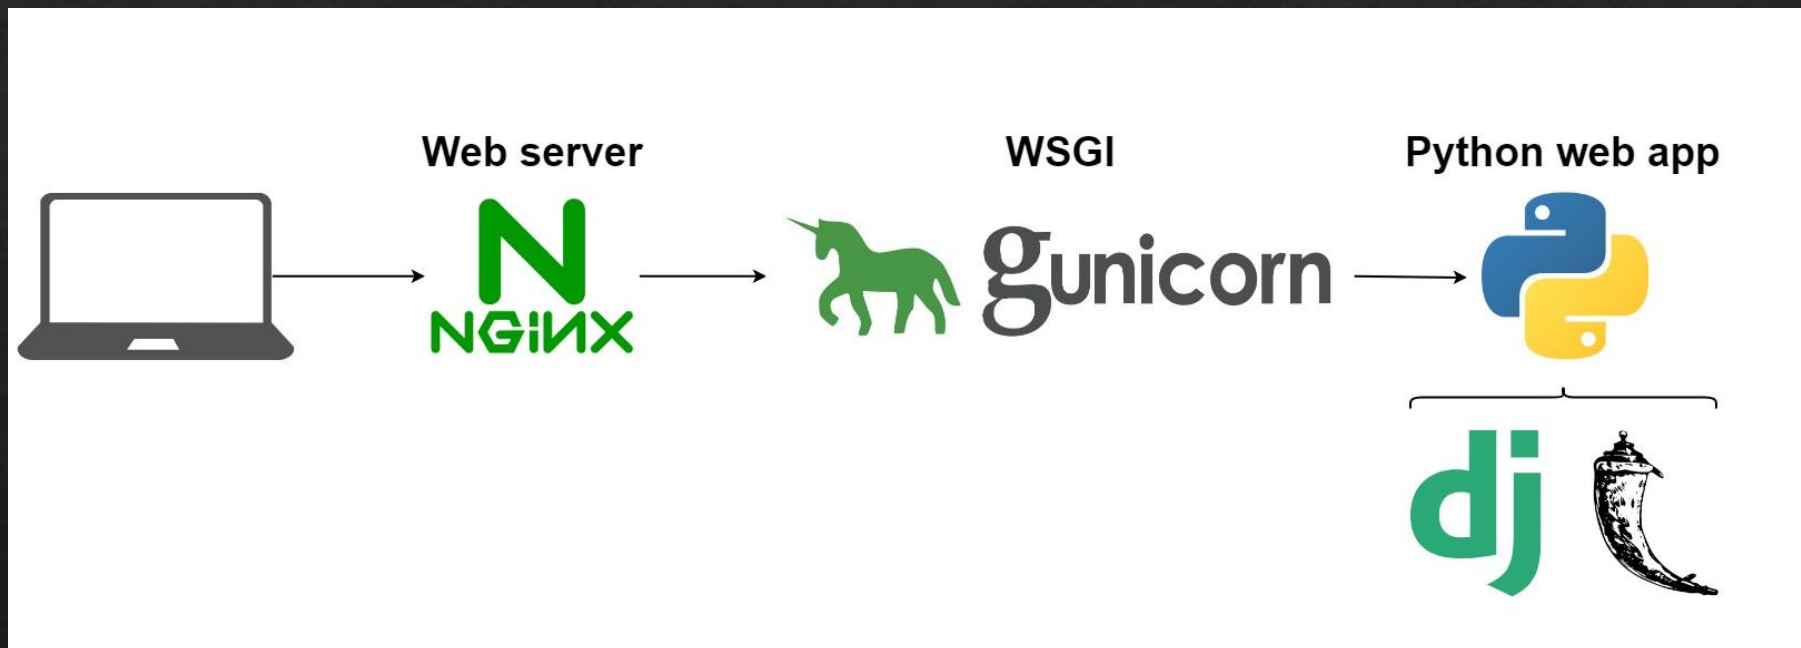 Web server
WSGI
Python web app
N
NGiNX
gunicorn
dj